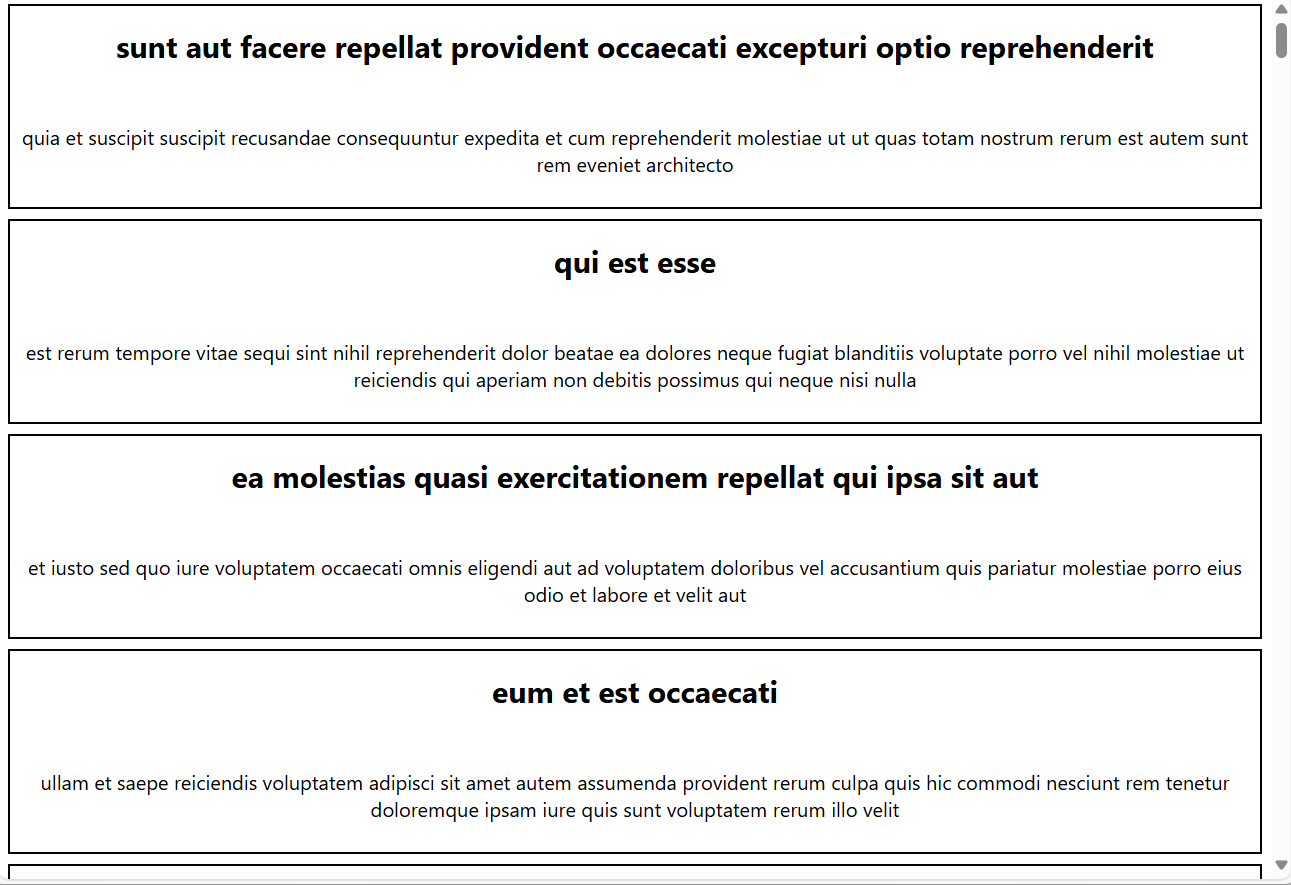 sunt aut facere repellat provident occaecati excepturi optio reprehenderit
quia et suscipit suscipit recusandae consequuntur expedita et cum reprehenderit molestiae ut ut quas totam nostrum rerum est autem sunt
rem eveniet architecto
qui est esse
est rerum tempore vitae sequi sint nihil reprehenderit dolor beatae ea dolores neque fugiat blanditiis voluptate porro vel nihil molestiae ut
reiciendis qui aperiam non debitis possimus qui neque nisi nulla
ea molestias quasi exercitationem repellat qui ipsa sit aut
et iusto sed quo iure voluptatem occaecati omnis eligendi aut ad voluptatem doloribus vel accusantium quis pariatur molestiae porro eius
odio et labore et velit aut
eum et est occaecati
ullam et saepe reiciendis voluptatem adipisci sit amet autem assumenda provident rerum culpa quis hic commodi nesciunt rem tenetur
doloremque ipsam iure quis sunt voluptatem rerum illo velit